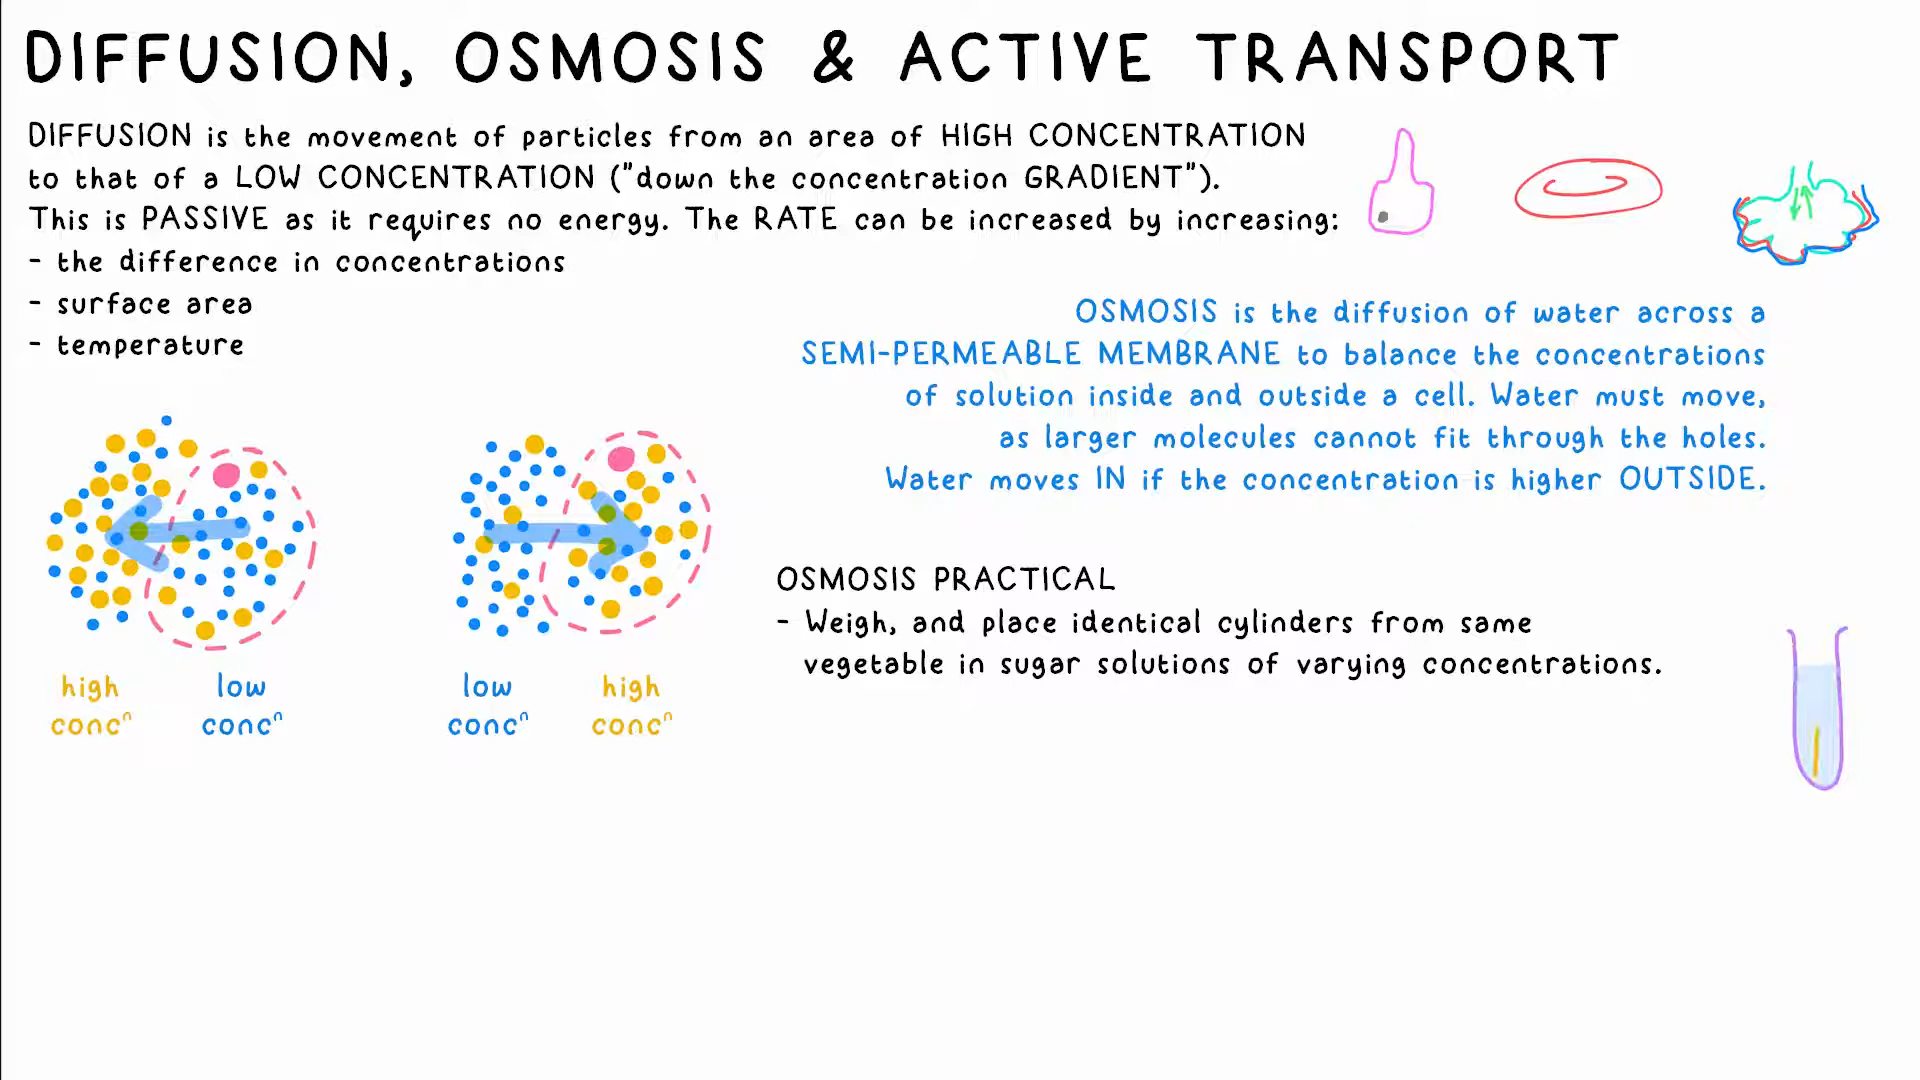 DIFFUSION, OSMOSIS & ACTIVE TRANSPORT
DIFFUSION is the movement of particles from an area of HIGH CONCENTRATION
to that of a LOW CONCENTRATION ("down the concentration GRADIENT").
This is PASSIVE as it requires no energy. The RATE can be increased by increasing:
- the difference in concentrations
- surface area
- temperature
OSMOSIS is the diffusion of water across a
SEMI-PERMEABLE MEMBRANE to balance the concentrations
of solution inside and outside a cell. Water must move,
as larger molecules cannot fit through the holes.
Water moves IN if the concentration is higher OUTSIDE.
high concⁿ
low concⁿ
low concⁿ
high concⁿ
OSMOSIS PRACTICAL
- Weigh, and place identical cylinders from same
vegetable in sugar solutions of varying concentrations.